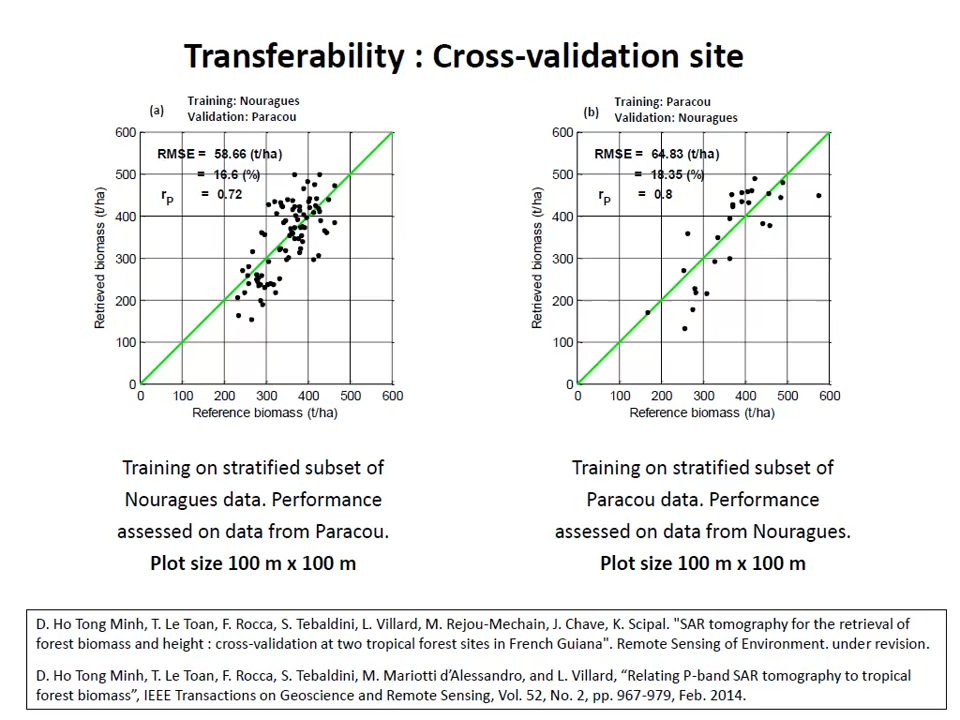 Transferability : Cross-validation site
(a)
Training: Nouragues
Validation: Paracou
RMSE = 58.66 (t/ha)
= 16.6 (%)
rP = 0.72
600
500
400
300
200
100
0
Retrieved biomass (t/ha)
0 100 200 300 400 500 600
Reference biomass (t/ha)
(b)
Training: Paracou
Validation: Nouragues
RMSE = 64.83 (t/ha)
= 18.35 (%)
rP = 0.8
600
500
400
300
200
100
0
Retrieved biomass (t/ha)
0 100 200 300 400 500 600
Reference biomass (t/ha)
Training on stratified subset of
Nouragues data. Performance
assessed on data from Paracou.
Plot size 100 m x 100 m
Training on stratified subset of
Paracou data. Performance
assessed on data from Nouragues.
Plot size 100 m x 100 m
D. Ho Tong Minh, T. Le Toan, F. Rocca, S. Tebaldini, L. Villard, M. Rejou-Mechain, J. Chave, K. Scipal. "SAR tomography for the retrieval of
forest biomass and height : cross-validation at two tropical forest sites in French Guiana". Remote Sensing of Environment. under revision.
D. Ho Tong Minh, T. Le Toan, F. Rocca, S. Tebaldini, M. Mariotti d’Alessandro, and L. Villard, “Relating P-band SAR tomography to tropical
forest biomass”, IEEE Transactions on Geoscience and Remote Sensing, Vol. 52, No. 2, pp. 967-979, Feb. 2014.